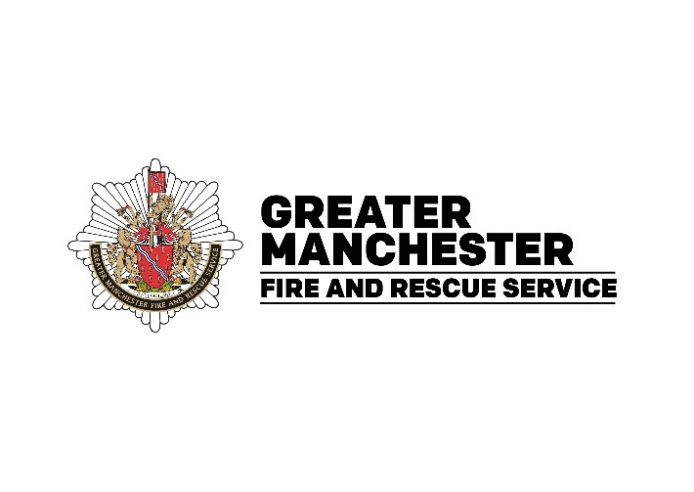 GREATER MANCHESTER FIRE AND RESCUE SERVICE
GREATER
MANCHESTER
FIRE AND RESCUE SERVICE